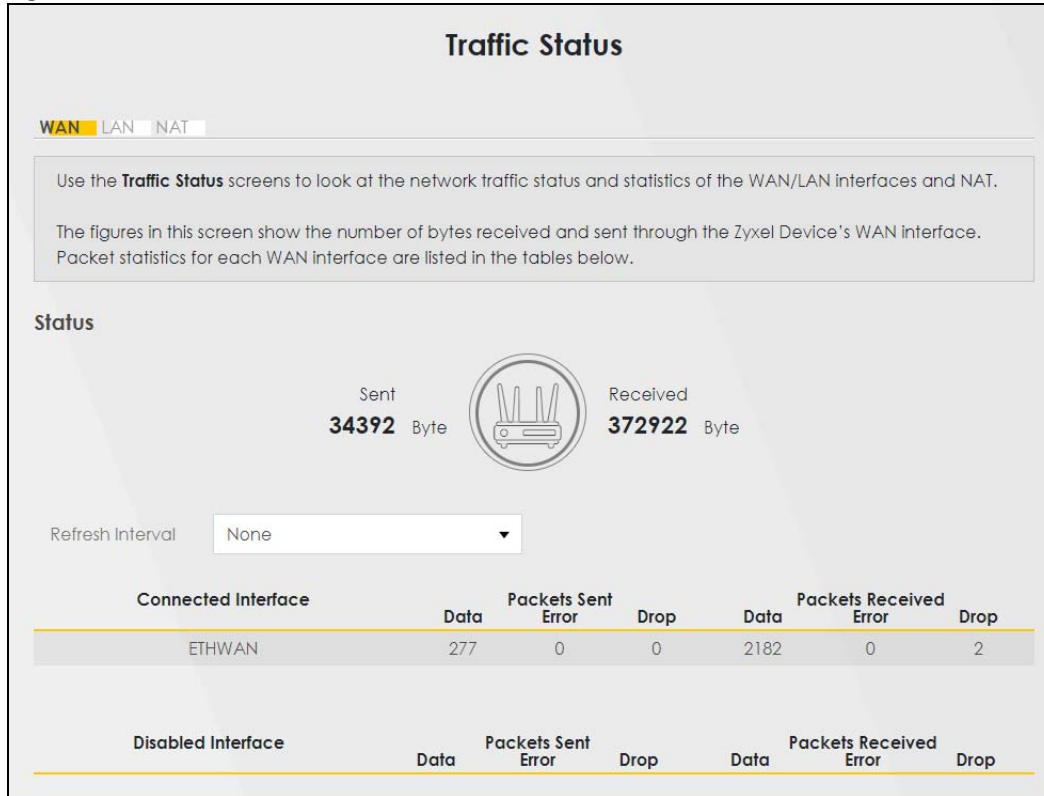 Traffic Status
WAN LAN NAT
Use the Traffic Status screens to look at the network traffic status and statistics of the WAN/LAN interfaces and NAT.
The figures in this screen show the number of bytes received and sent through the Zyxel Device's WAN interface.
Packet statistics for each WAN interface are listed in the tables below.
Status
Sent Received
34392 Byte 372922 Byte
Refresh Interval None
Connected Interface Packets Sent Packets Received
Data Error Drop Data Error Drop
ETHWAN 277 0 0 2182 0 2
Disabled Interface Packets Sent Packets Received
Data Error Drop Data Error Drop